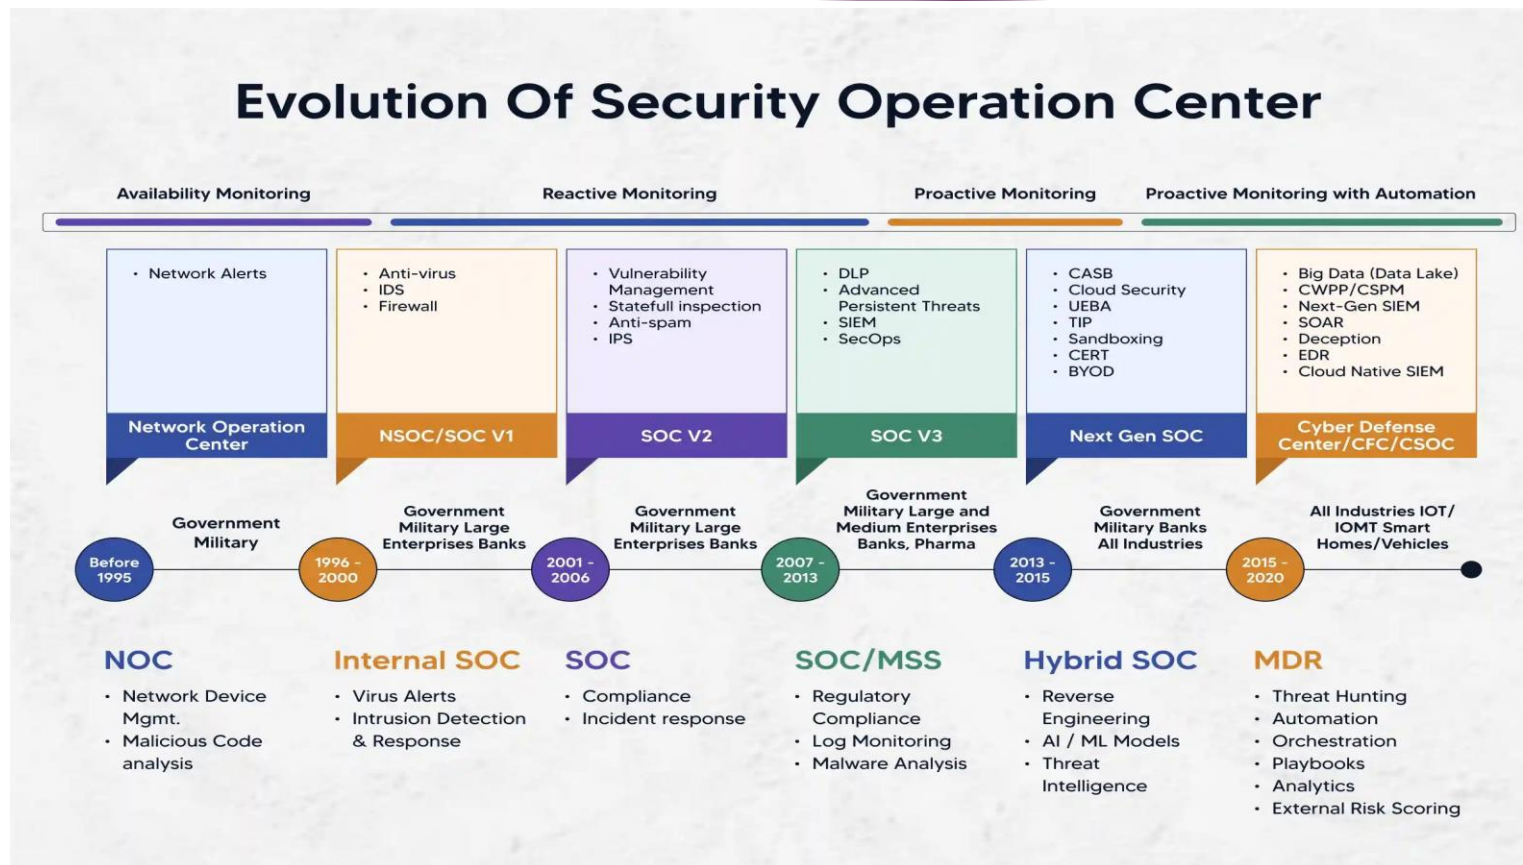 Evolution Of Security Operation Center
Availability Monitoring
Reactive Monitoring
Proactive Monitoring
Proactive Monitoring with Automation
• Network Alerts
Network Operation
Center
• Anti-virus
• IDS
• Firewall
NSOC/SOC V1
• Vulnerability
Management
• Statefull inspection
• Anti-spam
• IPS
SOC V2
• DLP
• Advanced
Persistent Threats
• SIEM
• SecOps
SOC V3
• CASB
• Cloud Security
• UEBA
• TIP
• Sandboxing
• CERT
• BYOD
Next Gen SOC
• Big Data (Data Lake)
• CWPP/CSPM
• Next-Gen SIEM
• SOAR
• Deception
• EDR
• Cloud Native SIEM
Cyber Defense
Center/CFC/CSOC
Before
1995
Government
Military
1996 -
2000
Government
Military Large
Enterprises Banks
2001 -
2006
Government
Military Large
Enterprises Banks
2007 -
2013
Government
Military Large and
Medium Enterprises
Banks, Pharma
2013 -
2015
Government
Military Banks
All Industries
2015 -
2020
All Industries IOT/
IOMT Smart
Homes/Vehicles
NOC
• Network Device
Mgmt.
• Malicious Code
analysis
Internal SOC
• Virus Alerts
• Intrusion Detection
& Response
SOC
• Compliance
• Incident response
SOC/MSS
• Regulatory
Compliance
• Log Monitoring
• Malware Analysis
Hybrid SOC
• Reverse
Engineering
• AI / ML Models
• Threat
Intelligence
MDR
• Threat Hunting
• Automation
• Orchestration
• Playbooks
• Analytics
• External Risk Scoring